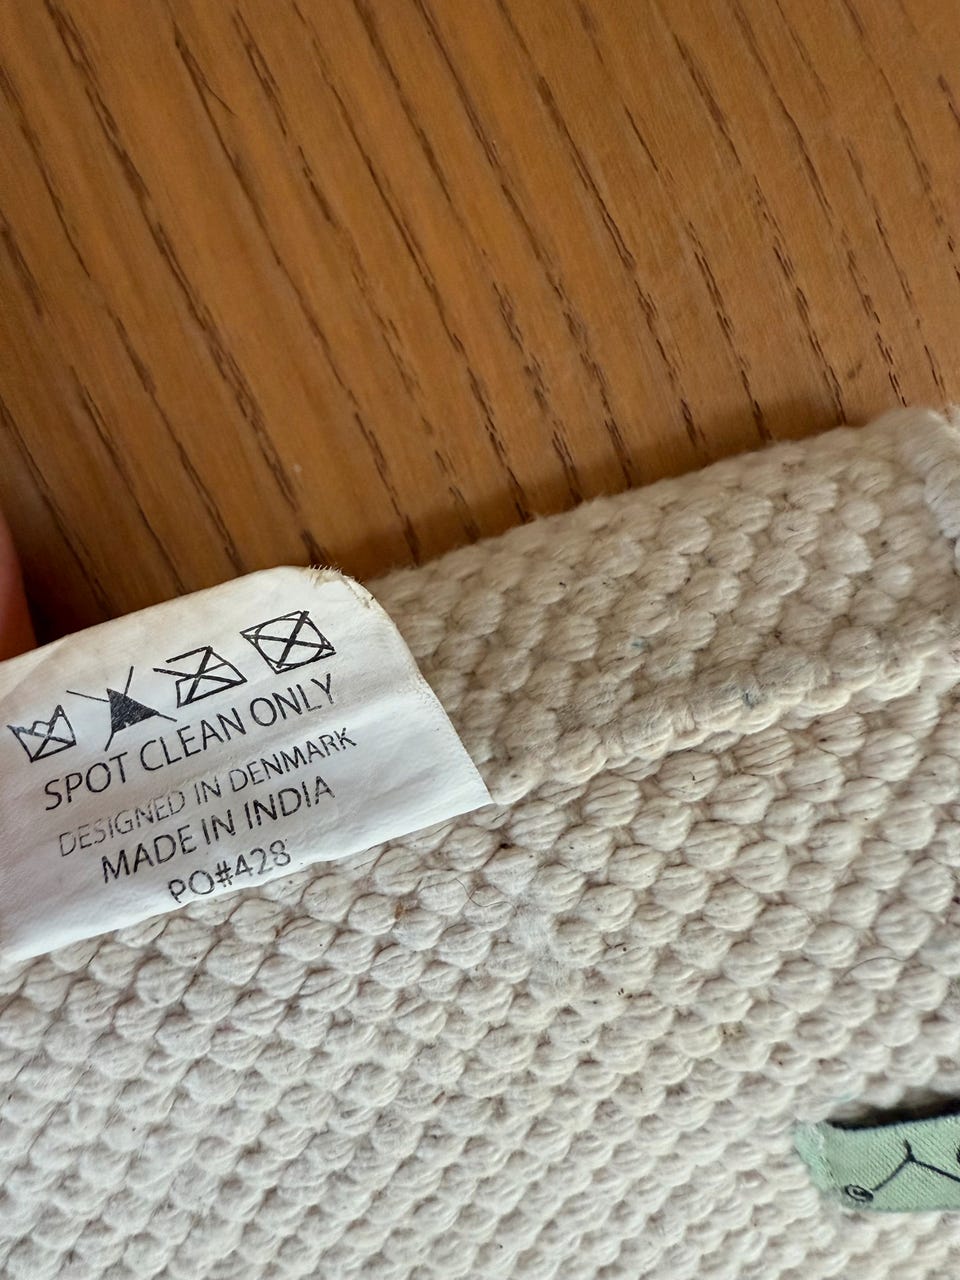 SPOT CLEAN ONLY
DESIGNED IN DENMARK
MADE IN INDIA
PO#428
©